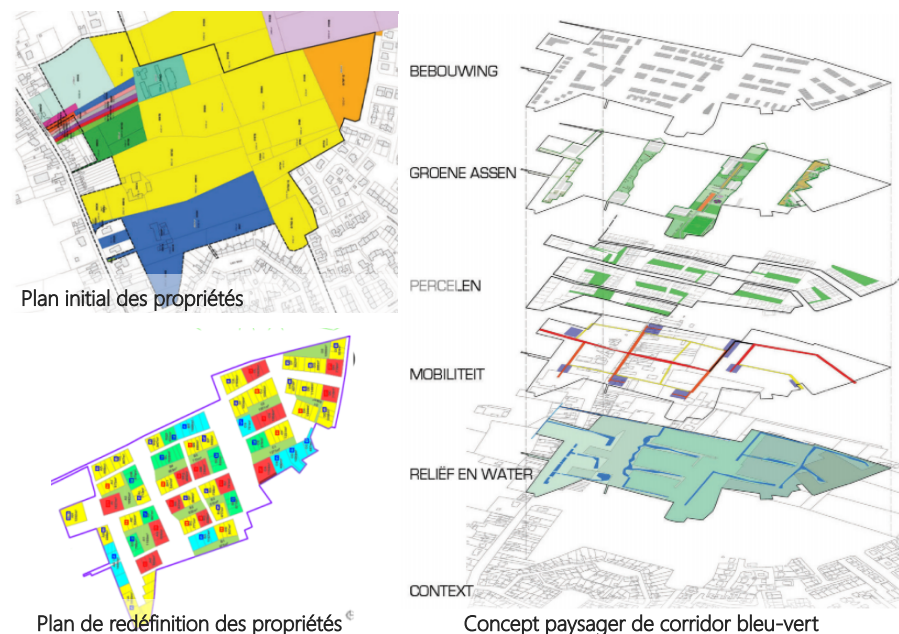 Plan initial des propriétés
Plan de redéfinition des propriétés
BEBOUWING
GROENE ASSEN
PERCELEN
MOBILITEIT
RELIËF EN WATER
CONTEXT
Concept paysager de corridor bleu-vert